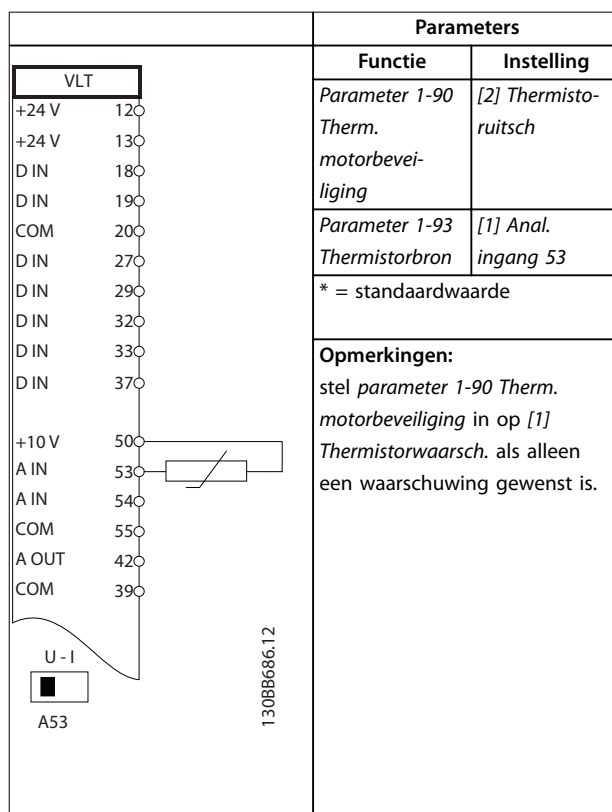 VLT
+24 V 12
+24 V 13
D IN 18
D IN 19
COM 20
D IN 27
D IN 29
D IN 32
D IN 33
D IN 37
+10 V 50
A IN 53
A IN 54
COM 55
A OUT 42
COM 39
U - I
A53
130BB686.12
Parameters
Functie Instelling
Parameter 1-90 [2] Thermisto-
Therm. ruitsch
motorbevei-
liging
Parameter 1-93 [1] Anal.
Thermistorbron ingang 53
* = standaardwaarde
Opmerkingen:
stel parameter 1-90 Therm.
motorbeveiliging in op [1]
Thermistorwaarsch. als alleen
een waarschuwing gewenst is.